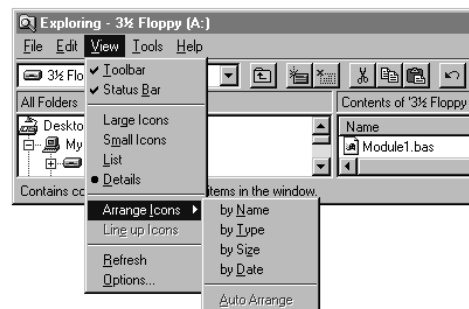 Exploring - 3½ Floppy (A:)
File Edit View Tools Help
3½ Flo
Toolbar
Status Bar
Large Icons
Small Icons
List
Details
Arrange Icons
Line up Icons
Refresh
Options...
by Name
by Type
by Size
by Date
Auto Arrange
All Folders
Contents of '3½ Floppy
Deskto
My
Name
Module1.bas
Contains co
items in the window.